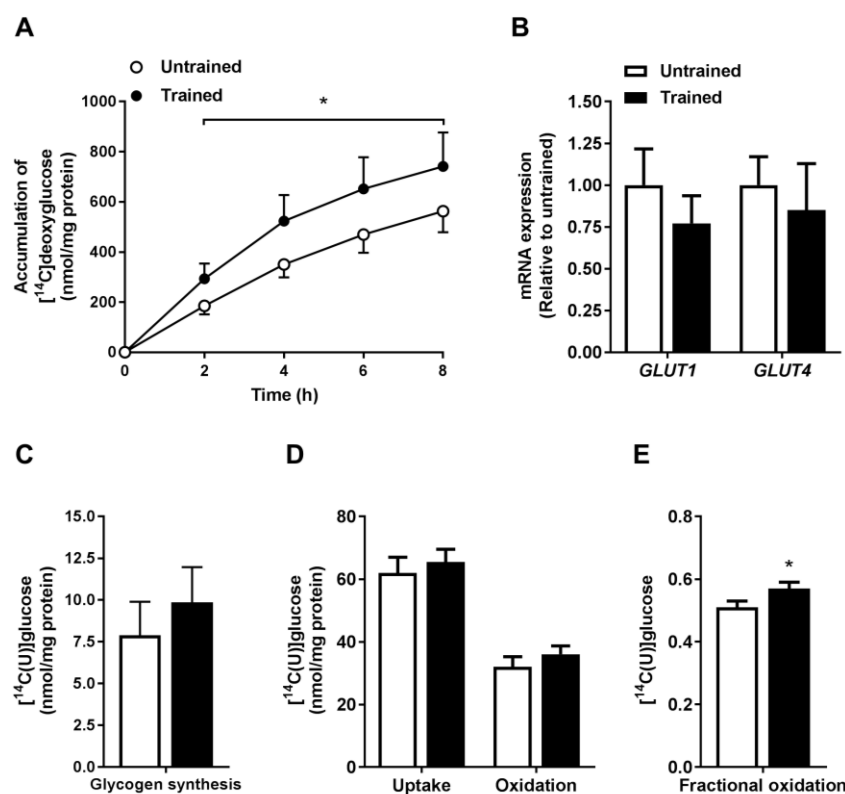 A
Untrained
Trained
*
1000
800
600
400
200
0
Accumulation of
[¹⁴C]deoxyglucose
(nmol/mg protein)
0 2 4 6 8
Time (h)
B
Untrained
Trained
1.50
1.25
1.00
0.75
0.50
0.25
0.00
mRNA expression
(Relative to untrained)
GLUT1 GLUT4
C
15.0
12.5
10.0
7.5
5.0
2.5
0.0
[¹⁴C(U)]glucose
(nmol/mg protein)
Glycogen synthesis
D
80
60
40
20
0
[¹⁴C(U)]glucose
(nmol/mg protein)
Uptake Oxidation
E
0.8
0.6
0.4
0.2
0.0
[¹⁴C(U)]glucose
*
Fractional oxidation